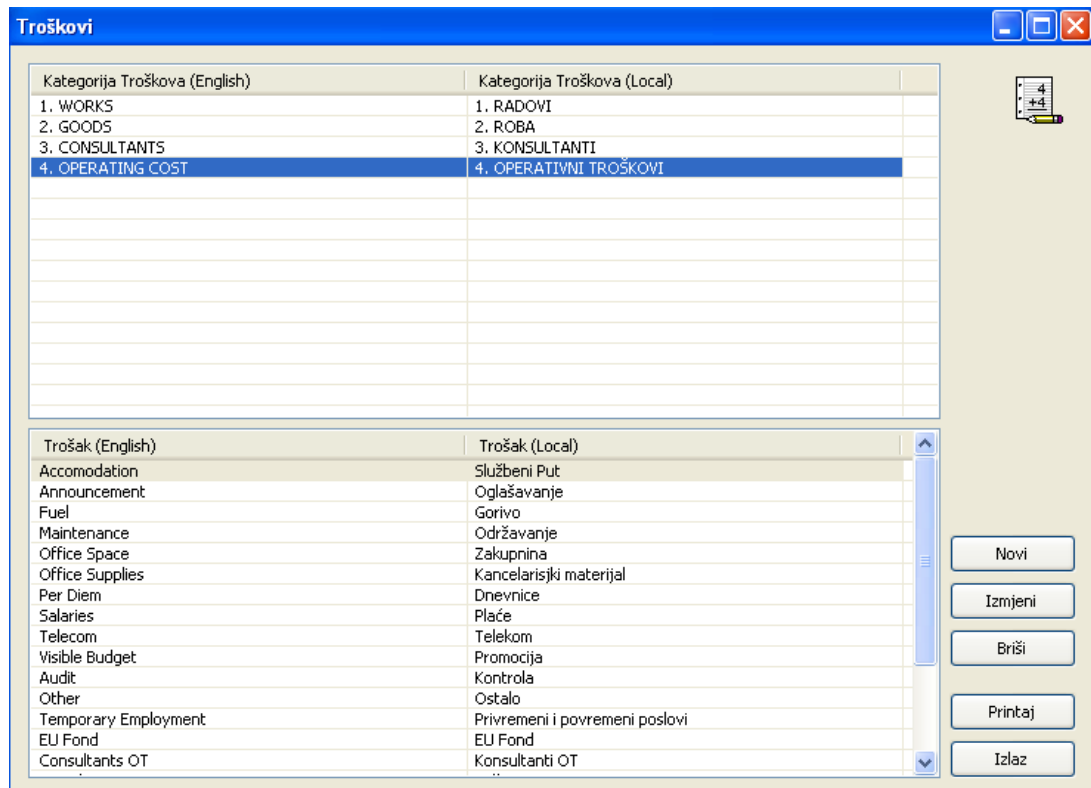 Troškovi
Kategorija Troškova (English) Kategorija Troškova (Local)
4
+4
1. WORKS 1. RADOVI
2. GOODS 2. ROBA
3. CONSULTANTS 3. KONSULTANTI
4. OPERATING COST 4. OPERATIVNI TROŠKOVI
Trošak (English) Trošak (Local)
Accomodation Službeni Put
Announcement Oglašavanje
Fuel Gorivo
Maintenance Održavanje
Office Space Zakupnina
Office Supplies Kancelarisjki materijal
Per Diem Dnevnice
Salaries Plaće
Telecom Telekom
Visible Budget Promocija
Audit Kontrola
Other Ostalo
Temporary Employment Privremeni i povremeni poslovi
EU Fond EU Fond
Consultants OT Konsultanti OT
Novi
Izmjeni
Briši
Printaj
Izlaz